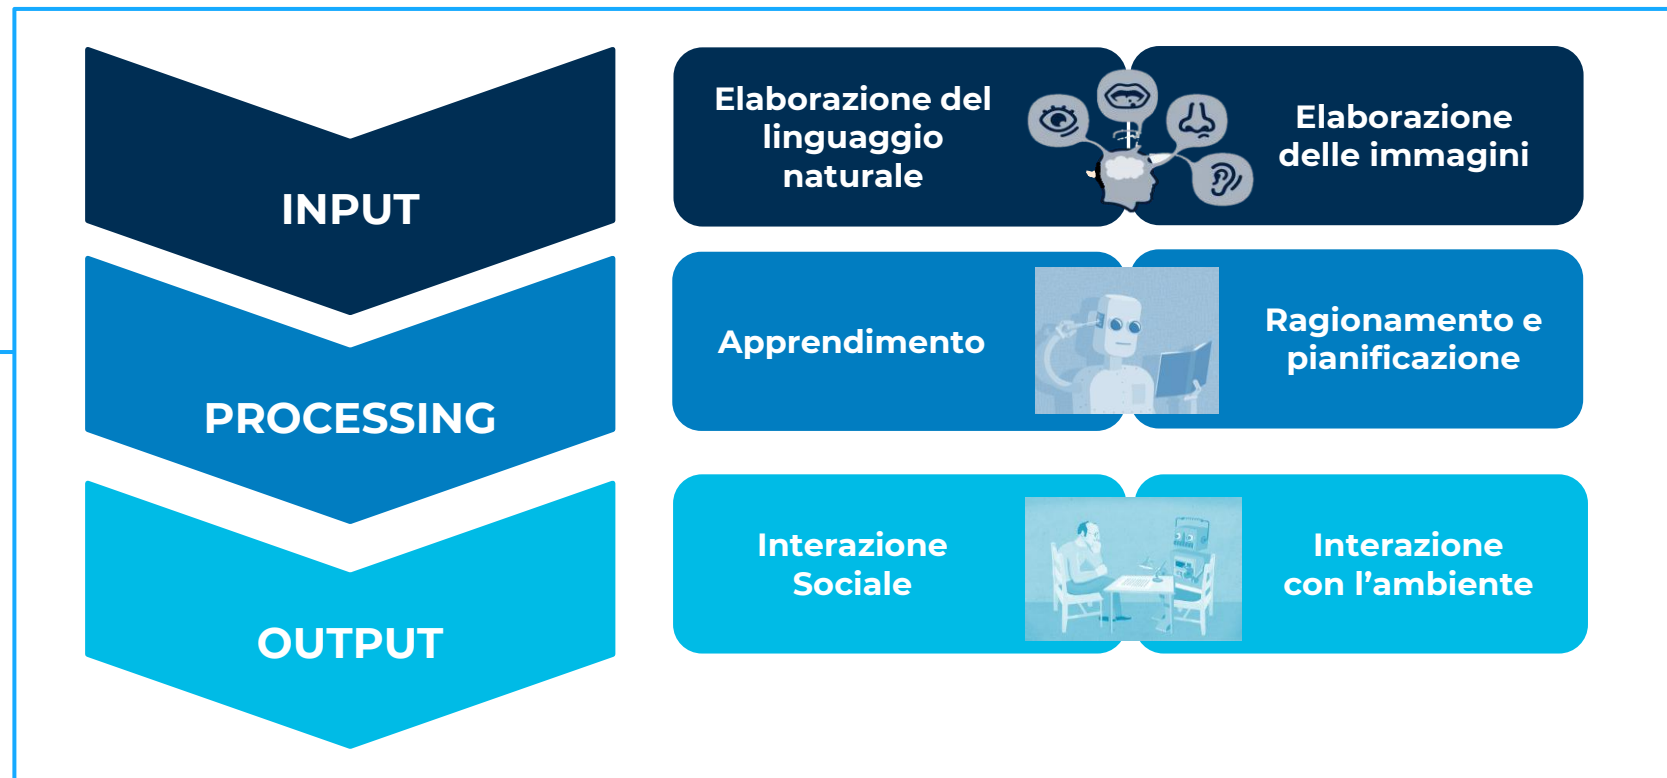 INPUT
Elaborazione del
linguaggio
naturale
Elaborazione
delle immagini
PROCESSING
Apprendimento
Ragionamento e
pianificazione
OUTPUT
Interazione
Sociale
Interazione
con l’ambiente